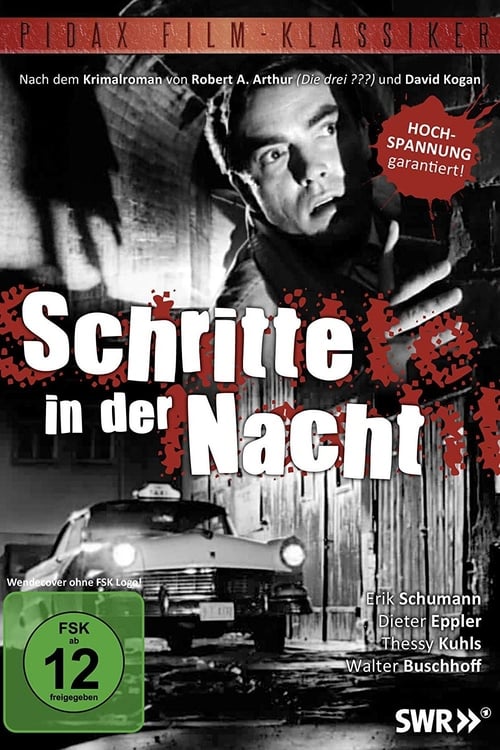 PIDAX FILM-KLASSIKER
Nach dem Krimalroman von Robert A. Arthur (Die drei ???) und David Kogan
HOCH-
SPANNUNG
garantiert!
Schritte
in der
Nacht
Wendecover ohne FSK Logo!
Erik Schumann
Dieter Eppler
Thessy Kuhls
Walter Buschhoff
FSK
ab
12
freigegeben
SWR